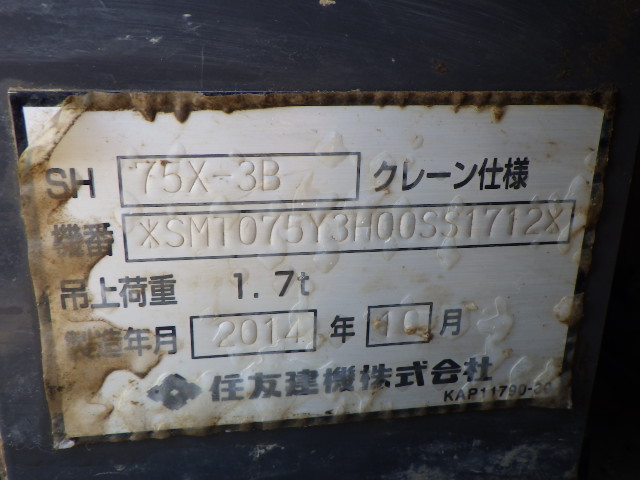 SH 75X-3B クレーン仕様
機番 *SMT075Y3H00SS1712*
吊上荷重 1.7t
製造年月 2014 年 10 月
住友建機株式会社